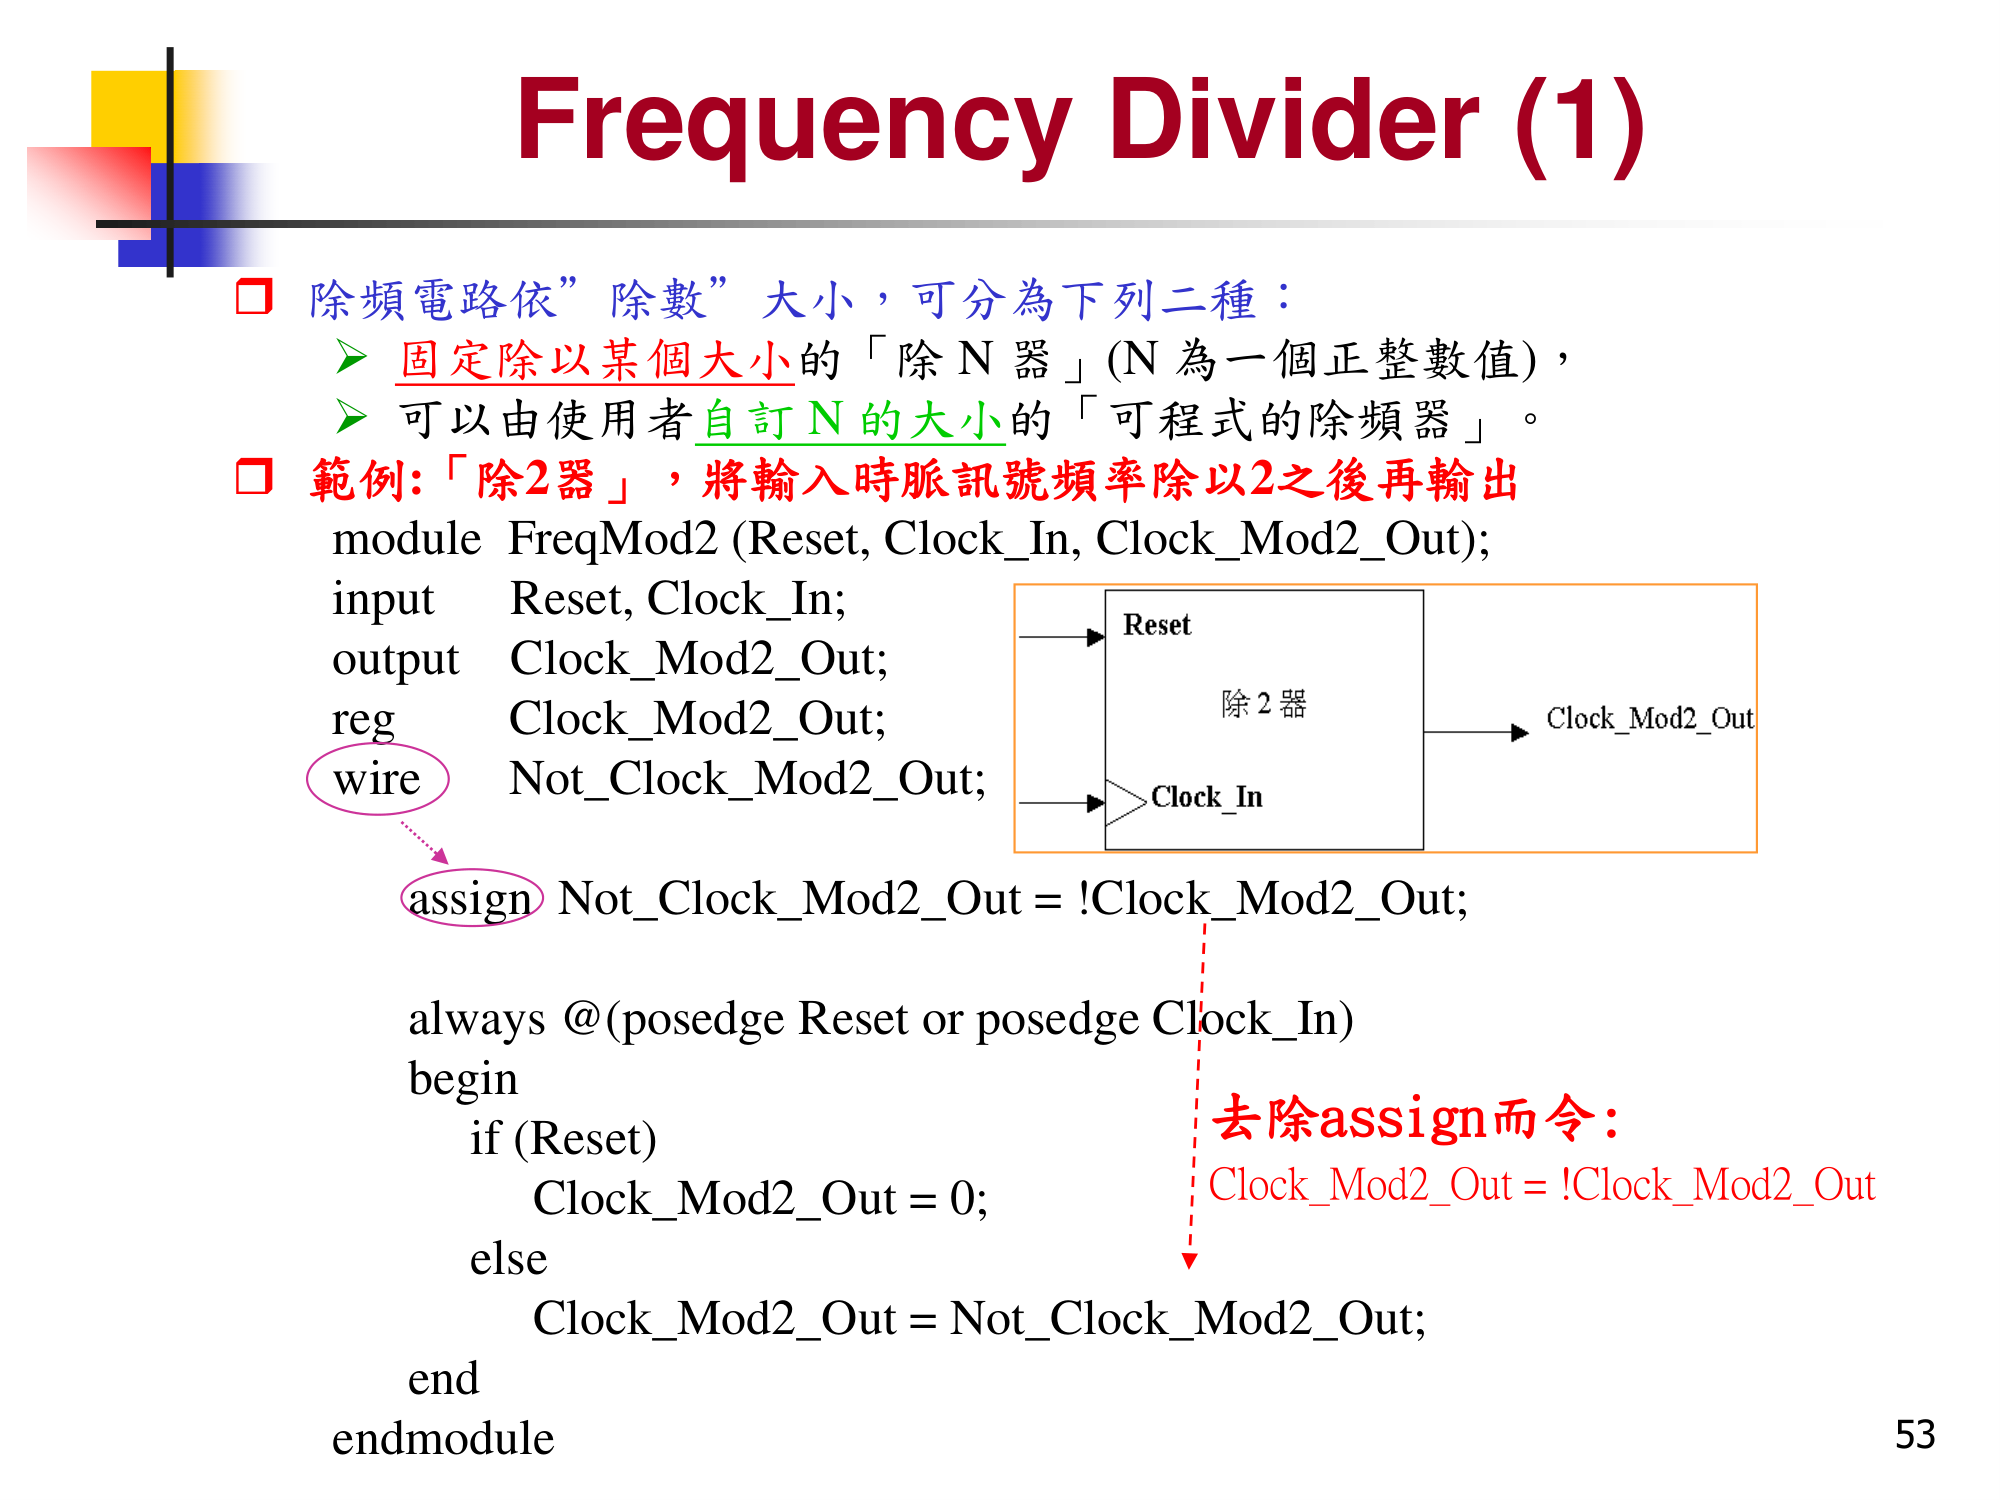 Frequency Divider (1)
除頻電路依”除數”大小，可分為下列二種：
固定除以某個大小的「除 N 器」(N 為一個正整數值)，
可以由使用者自訂 N 的大小的「可程式的除頻器」。
範例:「除2器」，將輸入時脈訊號頻率除以2之後再輸出
module FreqMod2 (Reset, Clock_In, Clock_Mod2_Out);
input Reset, Clock_In;
output Clock_Mod2_Out;
reg Clock_Mod2_Out;
wire Not_Clock_Mod2_Out;
Reset
除 2 器
Clock_Mod2_Out
Clock_In
assign Not_Clock_Mod2_Out = !Clock_Mod2_Out;
always @(posedge Reset or posedge Clock_In)
begin
if (Reset)
Clock_Mod2_Out = 0;
else
Clock_Mod2_Out = Not_Clock_Mod2_Out;
end
endmodule
去除assign而令:
Clock_Mod2_Out = !Clock_Mod2_Out
53